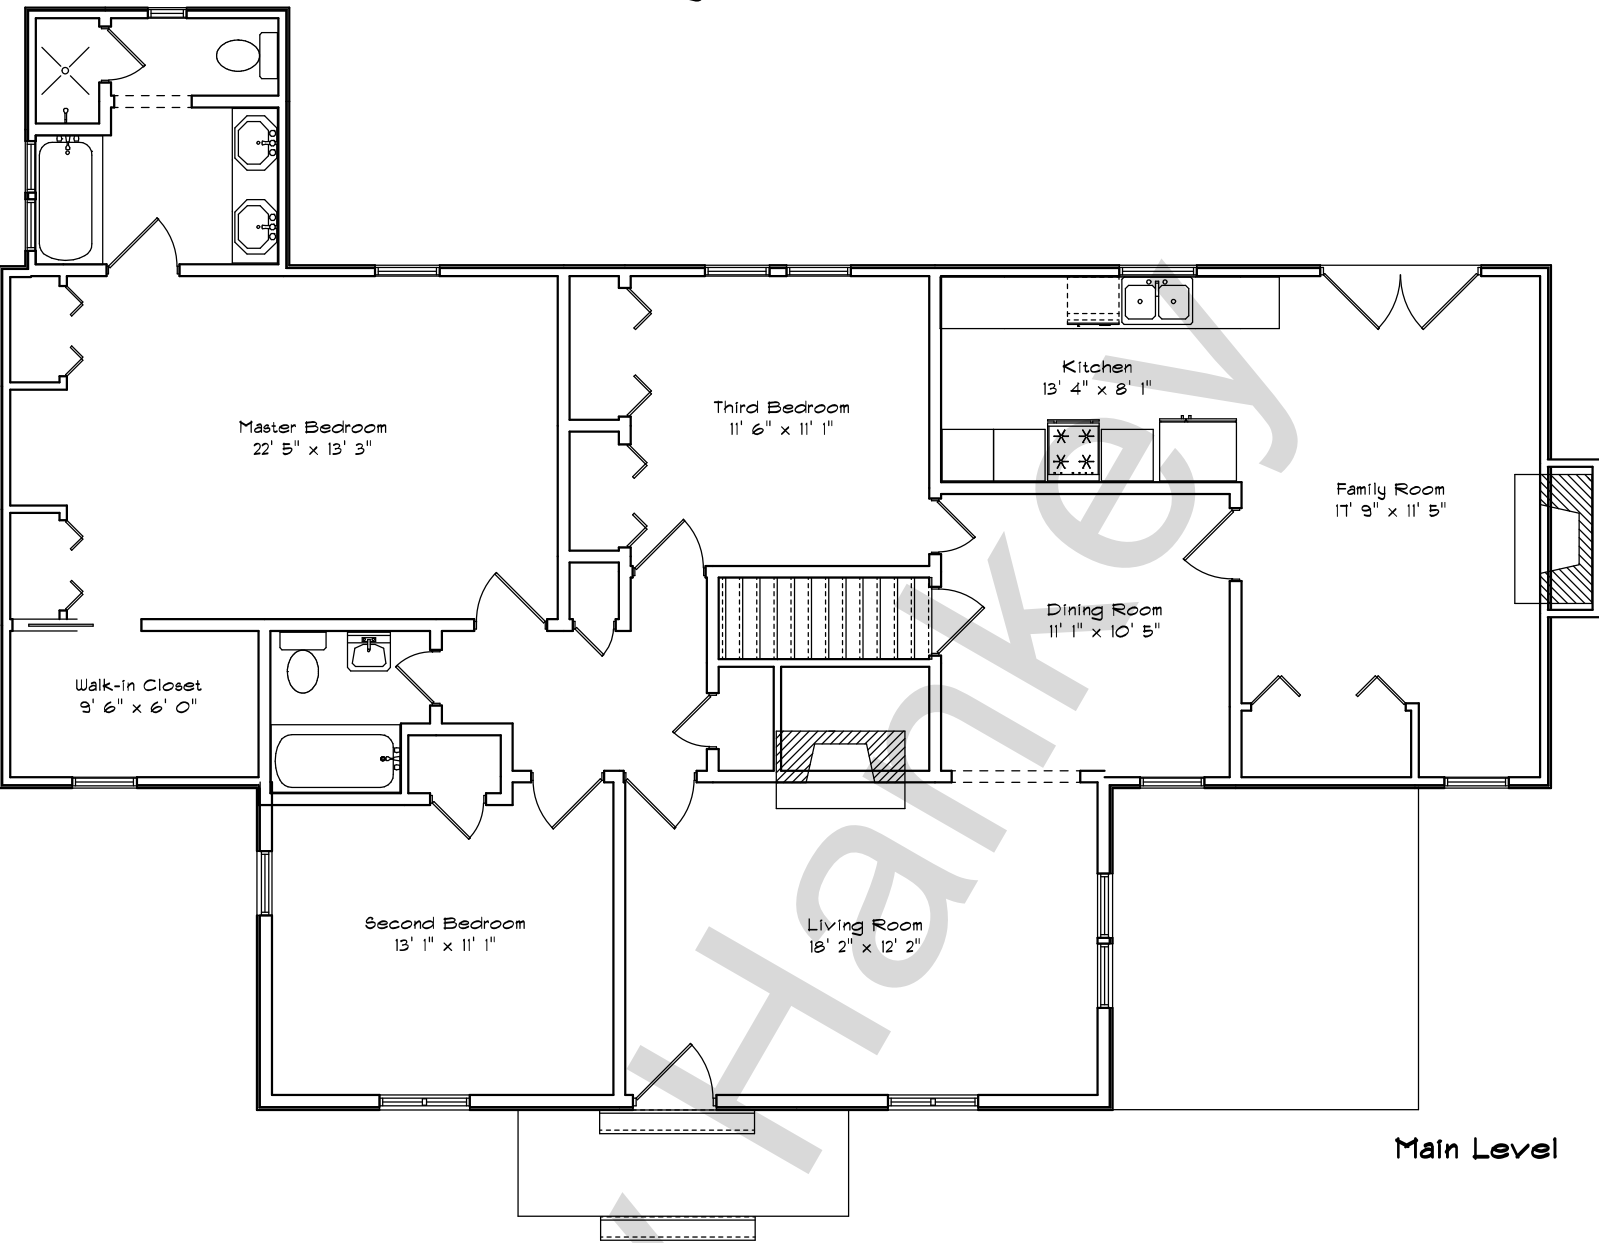 Kitchen
13' 4" x 8' 1"
Third Bedroom
11' 6" x 11' 1"
Master Bedroom
22' 5" x 13' 3"
Family Room
17' 9" x 11' 5"
Dining Room
11' 1" x 10' 5"
Walk-in Closet
9' 6" x 6' 0"
Second Bedroom
13' 1" x 11' 1"
Living Room
18' 2" x 12' 2"
Main Level
Hankey